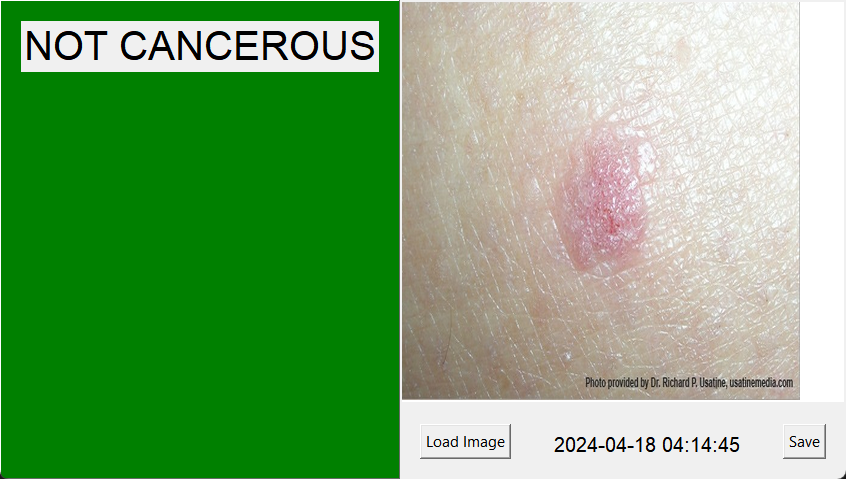 NOT CANCEROUS
Photo provided by Dr. Richard P. Usatine, usatinemedia.com
Load Image
2024-04-18 04:14:45
Save